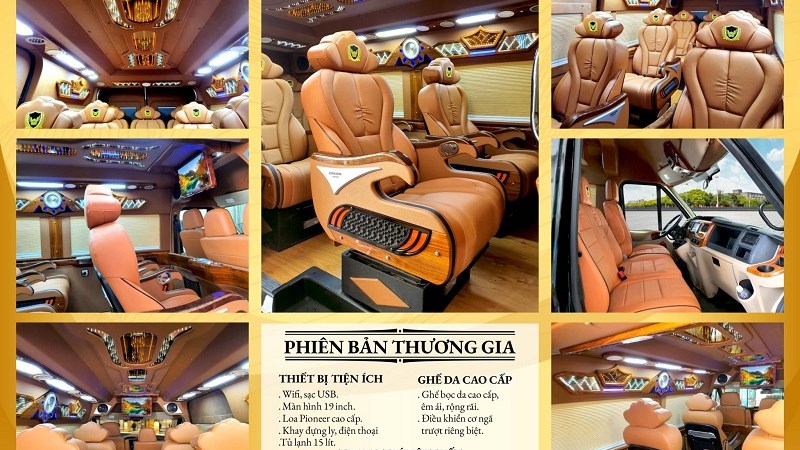 PHIÊN BẢN THƯƠNG GIA
THIẾT BỊ TIỆN ÍCH
. Wifi, sạc USB.
. Màn hình 19 inch.
. Loa Pioneer cao cấp.
. Khay đựng ly, điện thoại
.Tủ lạnh 15 lít.
GHẾ DA CAO CẤP
. Ghế bọc da cao cấp,
êm ái, rộng rãi.
. Điều khiển cơ ngã
trượt riêng biệt.